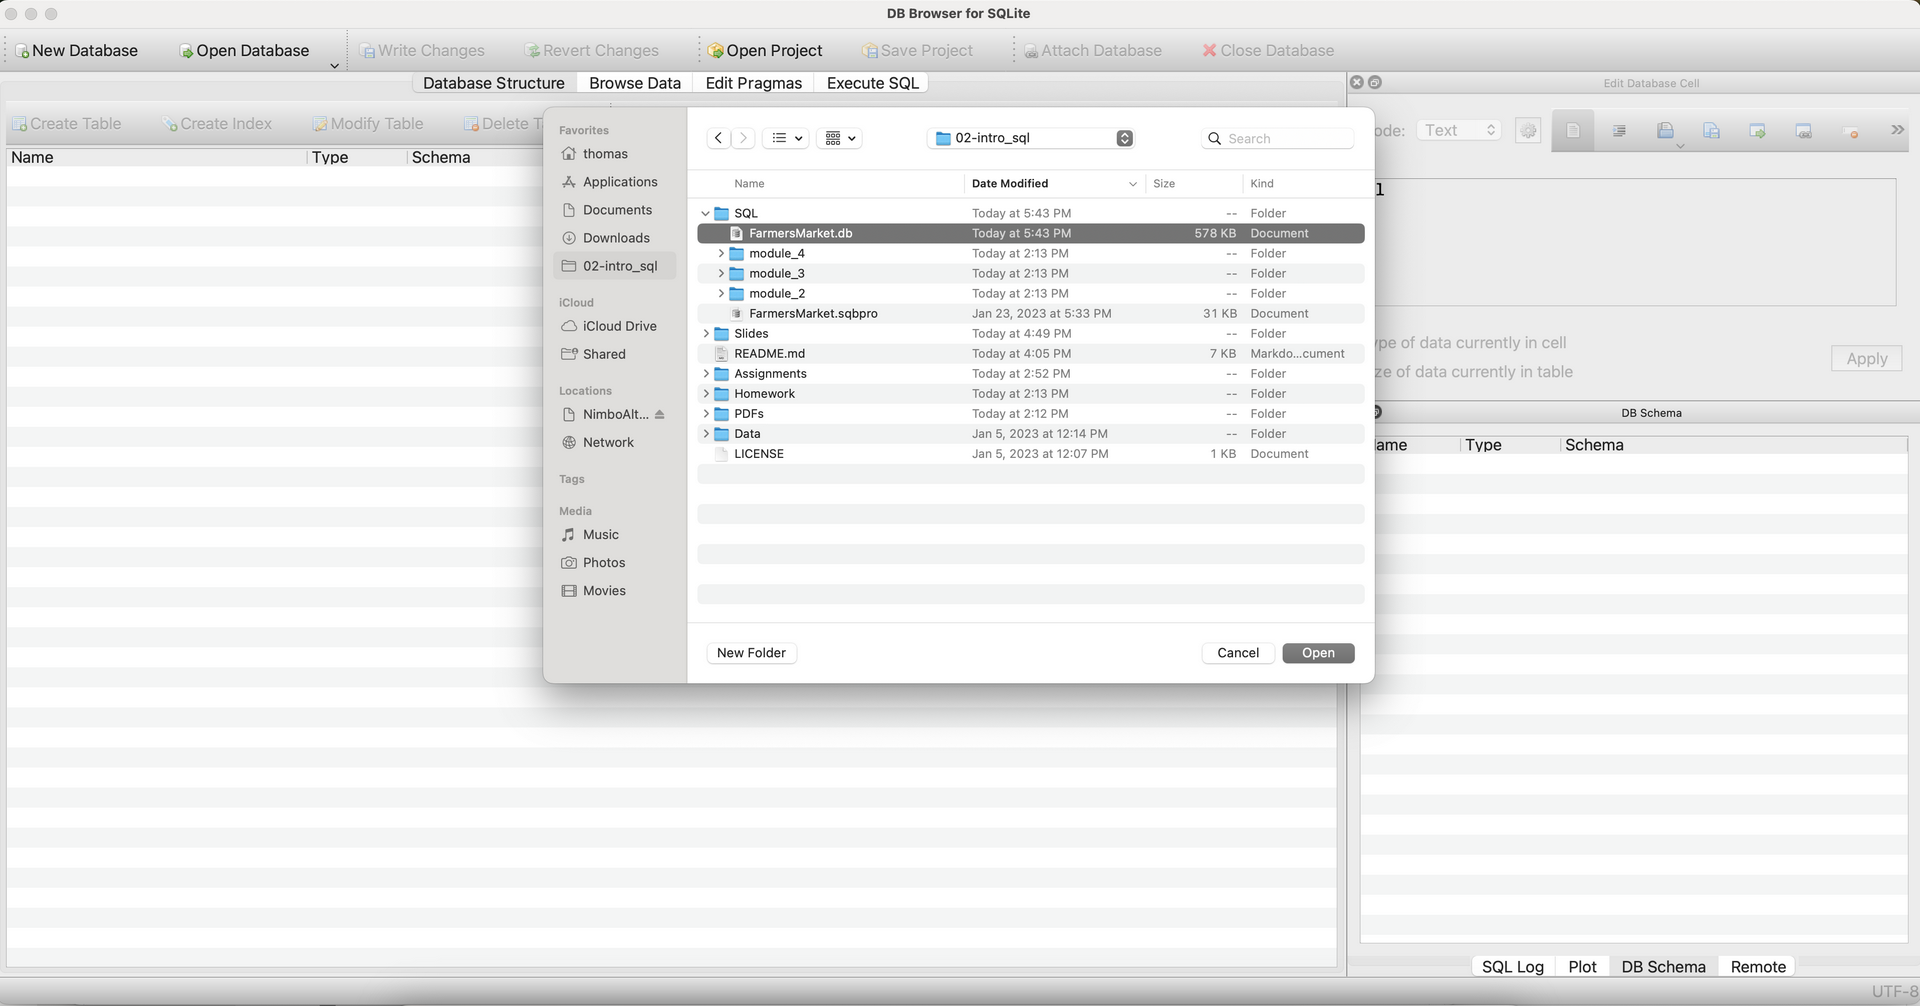 DB Browser for SQLite
New Database Open Database Write Changes Revert Changes Open Project Save Project Attach Database Close Database
Database Structure Browse Data Edit Pragmas Execute SQL
Edit Database Cell
Create Table Create Index Modify Table Delete T
ode: Text
Name Type Schema
1
Favorites
thomas
Applications
Documents
Downloads
02-intro_sql
iCloud
iCloud Drive
Shared
Locations
NimboAlt...
Network
Tags
Media
Music
Photos
Movies
02-intro_sql
Search
Name Date Modified Size Kind
SQL Today at 5:43 PM -- Folder
FarmersMarket.db Today at 5:43 PM 578 KB Document
module_4 Today at 2:13 PM -- Folder
module_3 Today at 2:13 PM -- Folder
module_2 Today at 2:13 PM -- Folder
FarmersMarket.sqbpro Jan 23, 2023 at 5:33 PM 31 KB Document
Slides Today at 4:49 PM -- Folder
README.md Today at 4:05 PM 7 KB Markdo...cument
Assignments Today at 2:52 PM -- Folder
Homework Today at 2:13 PM -- Folder
PDFs Today at 2:12 PM -- Folder
Data Jan 5, 2023 at 12:14 PM -- Folder
LICENSE Jan 5, 2023 at 12:07 PM 1 KB Document
New Folder Cancel Open
ype of data currently in cell
ze of data currently in table
Apply
DB Schema
ame Type Schema
SQL Log Plot DB Schema Remote
UTF-8